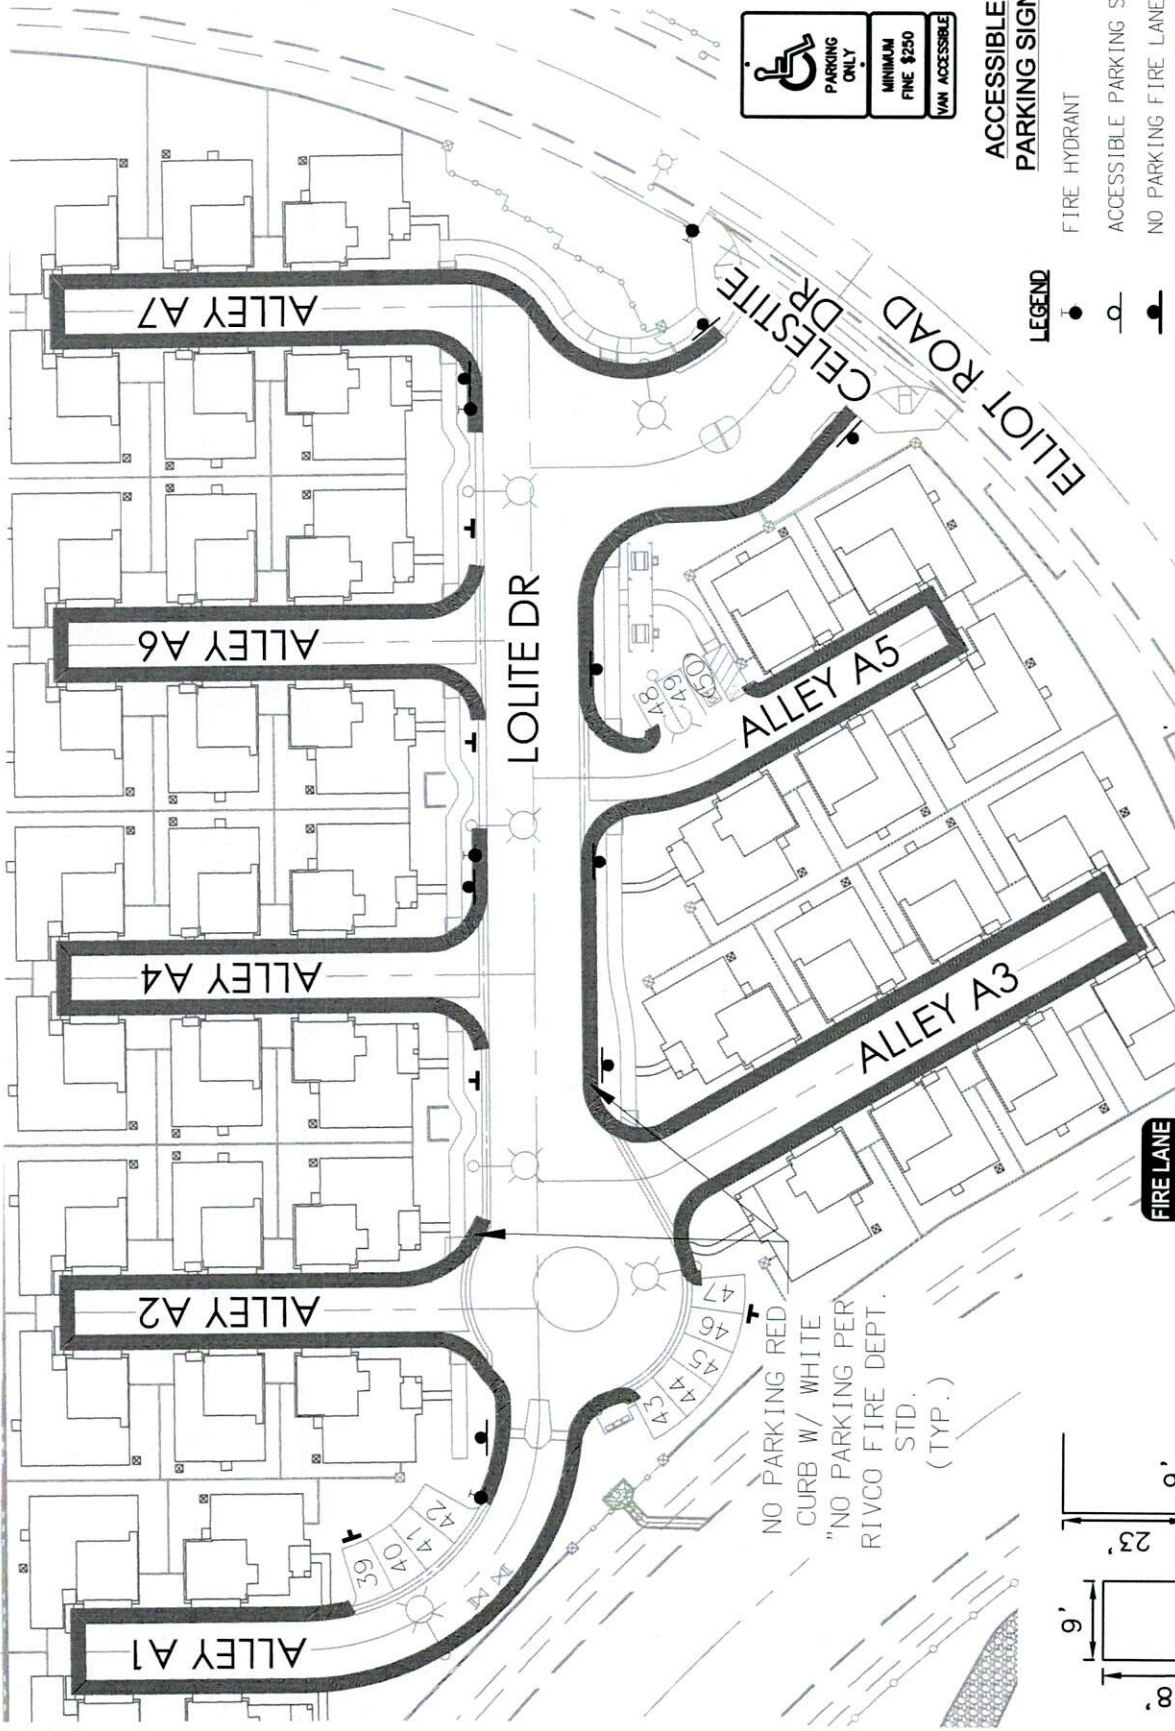 ALLEY A1
ALLEY A2
ALLEY A4
ALLEY A6
ALLEY A7
39
40
41
42
LOLITE DR
43
44
45
46
47
48
49
50
ALLEY A3
ALLEY A5
CELESTITE
DR
ELLIOT ROAD
NO PARKING RED
CURB W/ WHITE
"NO PARKING PER
RIVCO FIRE DEPT.
STD.
(TYP.)
PARKING
ONLY
MINIMUM
FINE $250
VAN ACCESSIBLE
ACCESSIBLE
PARKING SIGN
LEGEND
FIRE HYDRANT
ACCESSIBLE PARKING S
NO PARKING FIRE LANE
FIRE LANE
9'
8'
23'
9'